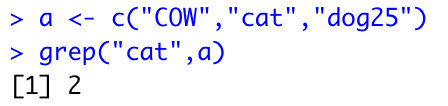 > a <- c("COW","cat","dog25")
> grep("cat",a)
[1] 2